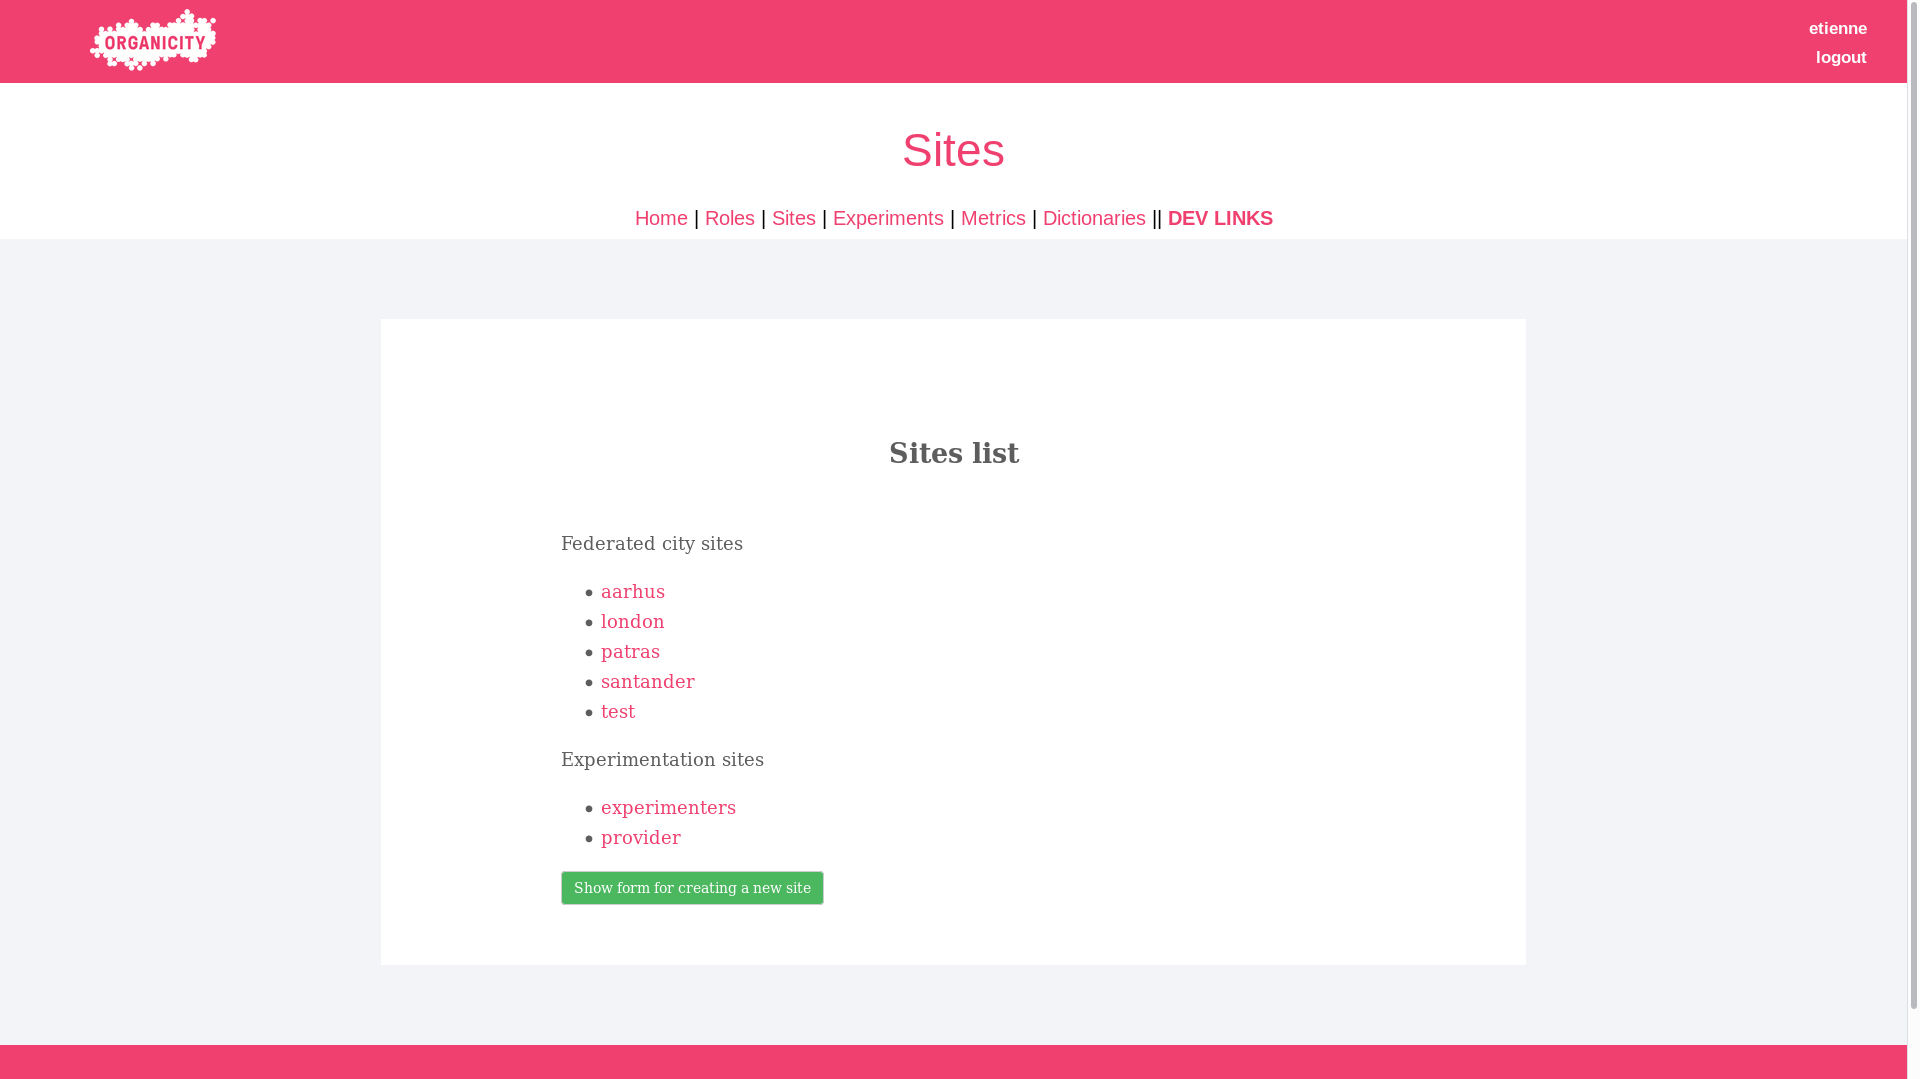 ORGANICITY
etienne
logout
Sites
Home | Roles | Sites | Experiments | Metrics | Dictionaries || DEV LINKS
Sites list
Federated city sites
aarhus
london
patras
santander
test
Experimentation sites
experimenters
provider
Show form for creating a new site